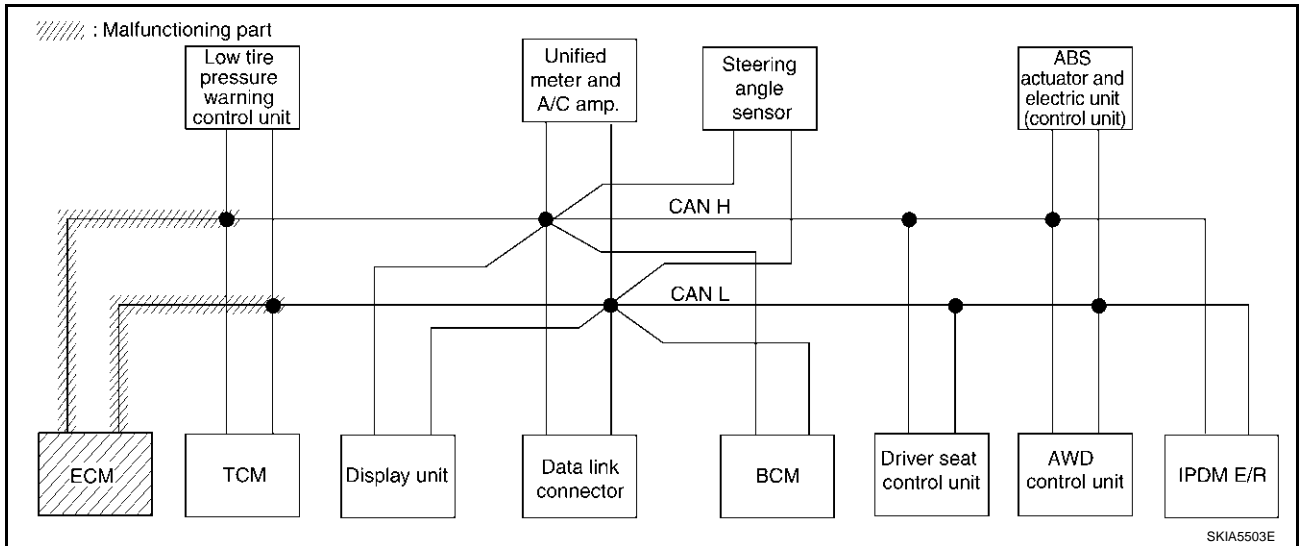 : Malfunctioning part
Low tire
pressure
warning
control unit
Unified
meter and
A/C amp.
Steering
angle
sensor
ABS
actuator and
electric unit
(control unit)
CAN H
CAN L
ECM
TCM
Display unit
Data link
connector
BCM
Driver seat
control unit
AWD
control unit
IPDM E/R
SKIA5503E